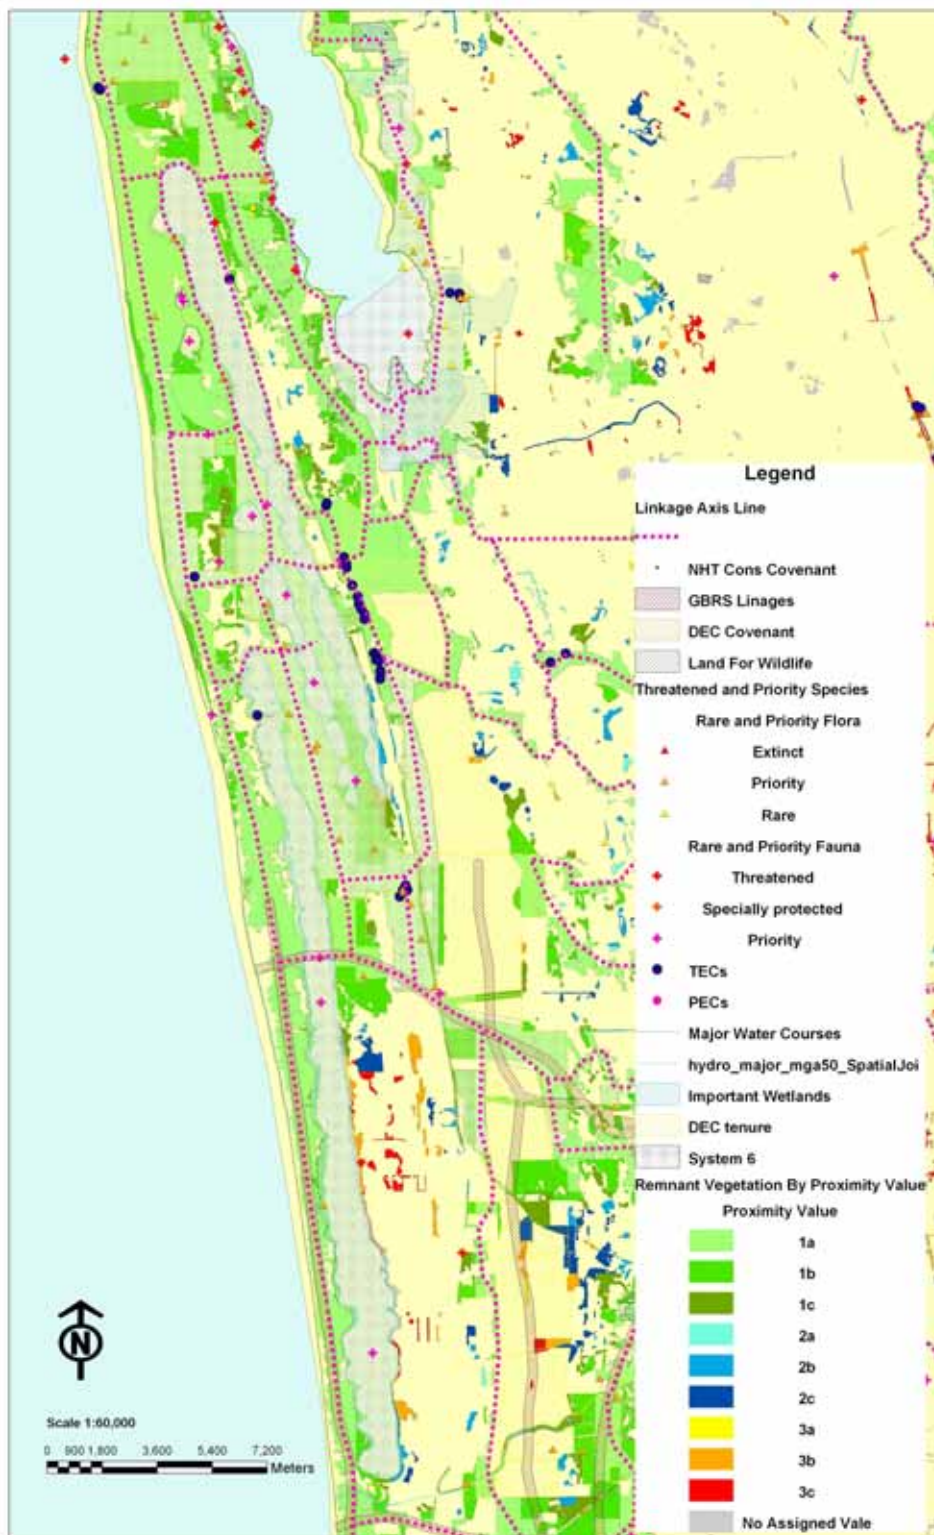 Legend
Linkage Axis Line
NHT Cons Covenant
GBRS Linages
DEC Covenant
Land For Wildlife
Threatened and Priority Species
Rare and Priority Flora
Extinct
Priority
Rare
Rare and Priority Fauna
Threatened
Specially protected
Priority
TECs
PECs
Major Water Courses
hydro_major_mga50_SpatialJoi
Important Wetlands
DEC tenure
System 6
Remnant Vegetation By Proximity Value
Proximity Value
1a
1b
1c
2a
2b
2c
3a
3b
3c
No Assigned Vale
N
Scale 1:60,000
0 900 1,800 3,600 5,400 7,200
Meters